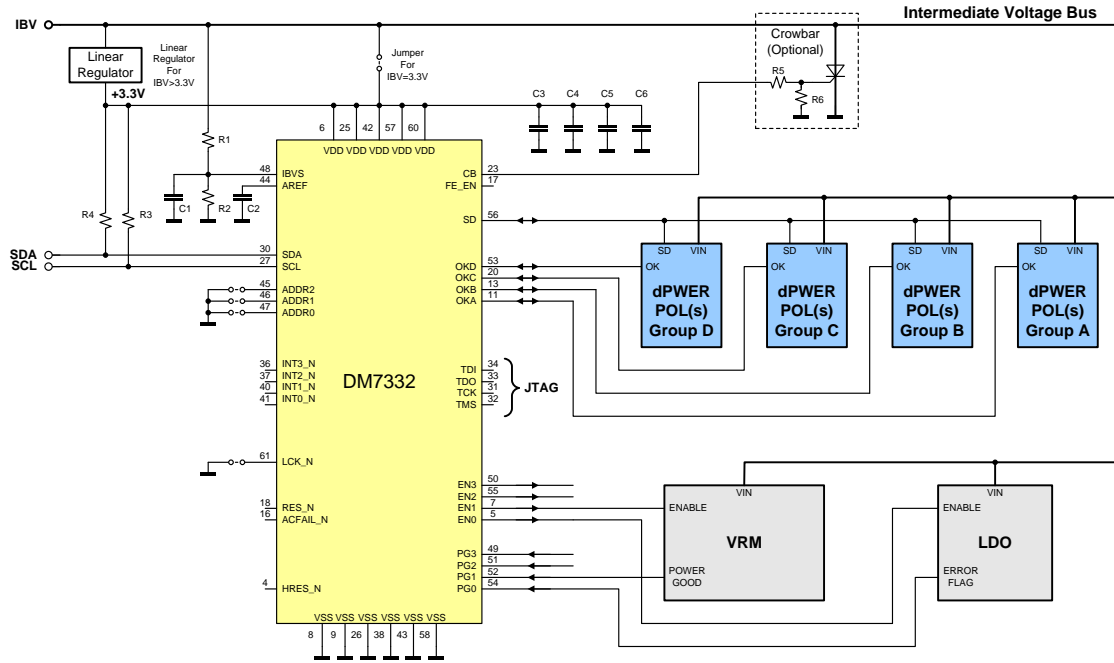 IBV
Intermediate Voltage Bus
Linear
Regulator
Linear
Regulator
For
IBV>3.3V
+3.3V
Jumper
For
IBV=3.3V
Crowbar
(Optional)
R5
R6
C3
C4
C5
C6
R1
R2
C1
C2
R4
R3
6
25
42
57
60
VDD
VDD
VDD
VDD
VDD
48
IBVS
44
AREF
SDA
30
SDA
SCL
27
SCL
45
ADDR2
46
ADDR1
47
ADDR0
36
INT3_N
37
INT2_N
40
INT1_N
41
INT0_N
61
LCK_N
18
RES_N
16
ACFAIL_N
4
HRES_N
DM7332
CB
23
FE_EN
17
SD
56
OKD
53
OKC
20
OKB
13
OKA
11
TDI
34
TDO
33
TCK
31
TMS
32
JTAG
EN3
50
EN2
55
EN1
7
EN0
5
PG3
49
PG2
51
PG1
52
PG0
54
VSS
VSS
VSS
VSS
VSS
VSS
8
9
26
38
43
58
SD
VIN
OK
dPWER
POL(s)
Group D
SD
VIN
OK
dPWER
POL(s)
Group C
SD
VIN
OK
dPWER
POL(s)
Group B
SD
VIN
OK
dPWER
POL(s)
Group A
VIN
ENABLE
VRM
POWER
GOOD
VIN
ENABLE
LDO
ERROR
FLAG